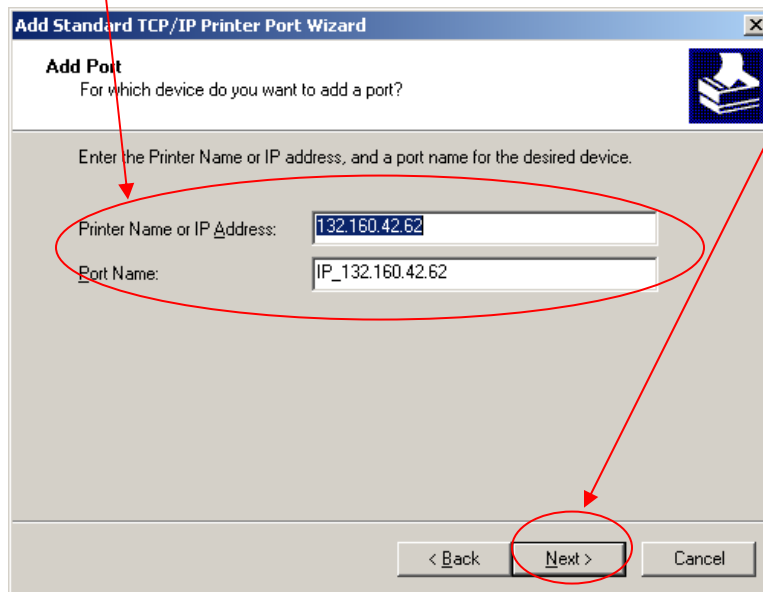 Add Standard TCP/IP Printer Port Wizard
Add Port
For which device do you want to add a port?
Enter the Printer Name or IP address, and a port name for the desired device.
Printer Name or IP Address: 132.160.42.62
Port Name: IP_132.160.42.62
< Back Next > Cancel